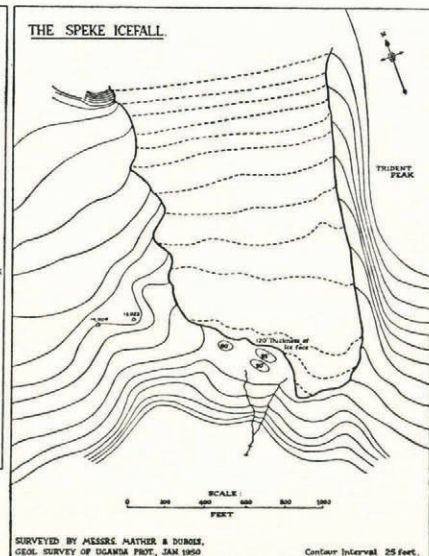 THE SPEKE ICEFALL.
N
TRIDENT
PEAK
120' Thickness of
Ice face
SCALE:
0 200 400 600 800 1000
FEET
SURVEYED BY MESSRS. MATHER & DUBOIS,
GEOL SURVEY OF UGANDA PROT., JAN 1950
Contour Interval 25 feet.